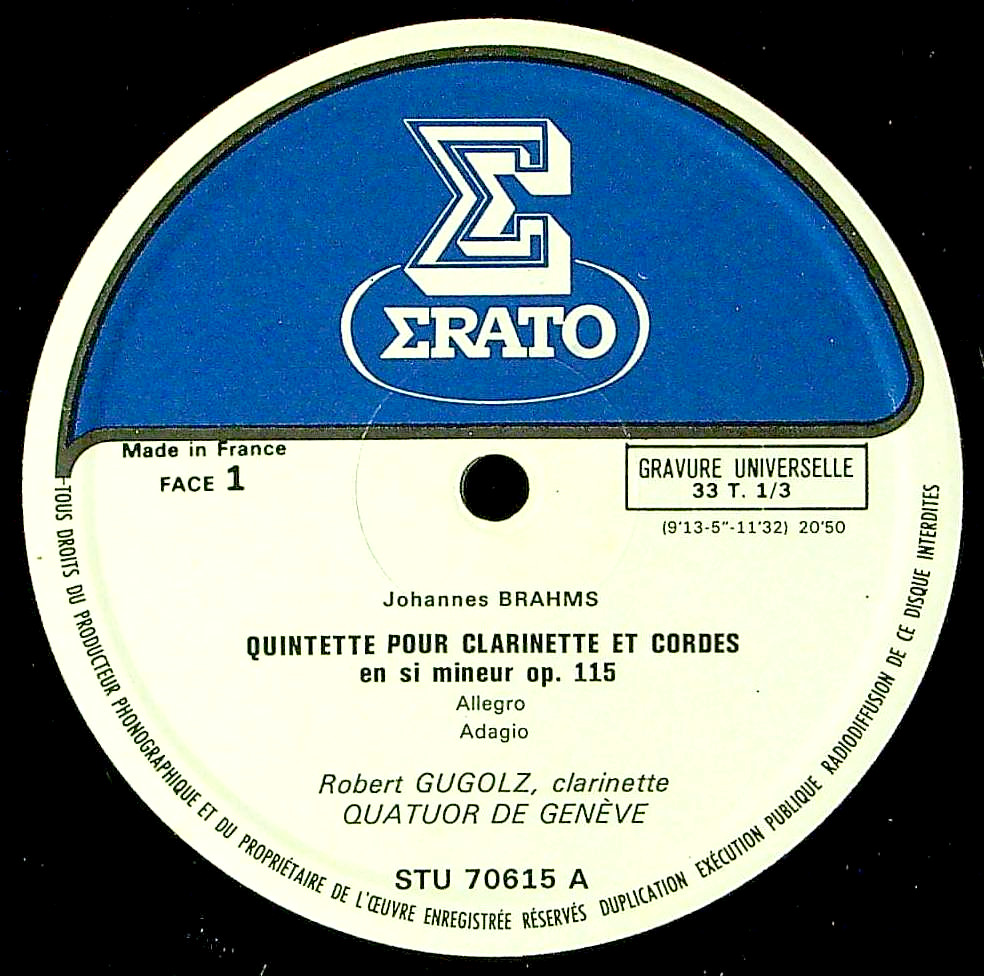 Σ
ΣRATO
Made in France
FACE 1
GRAVURE UNIVERSELLE
33 T. 1/3
(9'13-5"-11'32) 20'50
Johannes BRAHMS
QUINTETTE POUR CLARINETTE ET CORDES
en si mineur op. 115
Allegro
Adagio
Robert GUGOLZ, clarinette
QUATUOR DE GENÈVE
STU 70615 A
TOUS DROITS DU PRODUCTEUR PHONOGRAPHIQUE ET DU PROPRIÉTAIRE DE L'ŒUVRE ENREGISTRÉE RÉSERVÉS DUPLICATION EXÉCUTION PUBLIQUE RADIODIFFUSION DE CE DISQUE INTERDITES